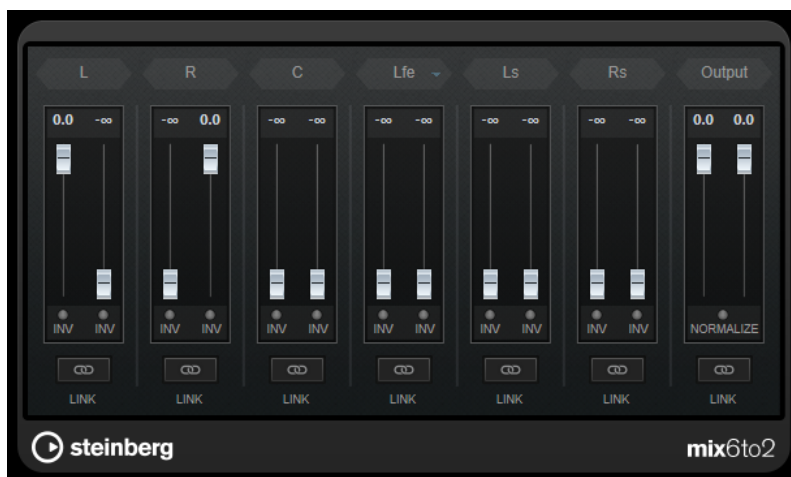 L R C Lfe Ls Rs Output
0.0 -∞ -∞ 0.0 -∞ -∞ -∞ -∞ -∞ -∞ -∞ -∞ 0.0 0.0
INV INV INV INV INV INV INV INV INV INV INV INV NORMALIZE
LINK LINK LINK LINK LINK LINK LINK
steinberg mix6to2